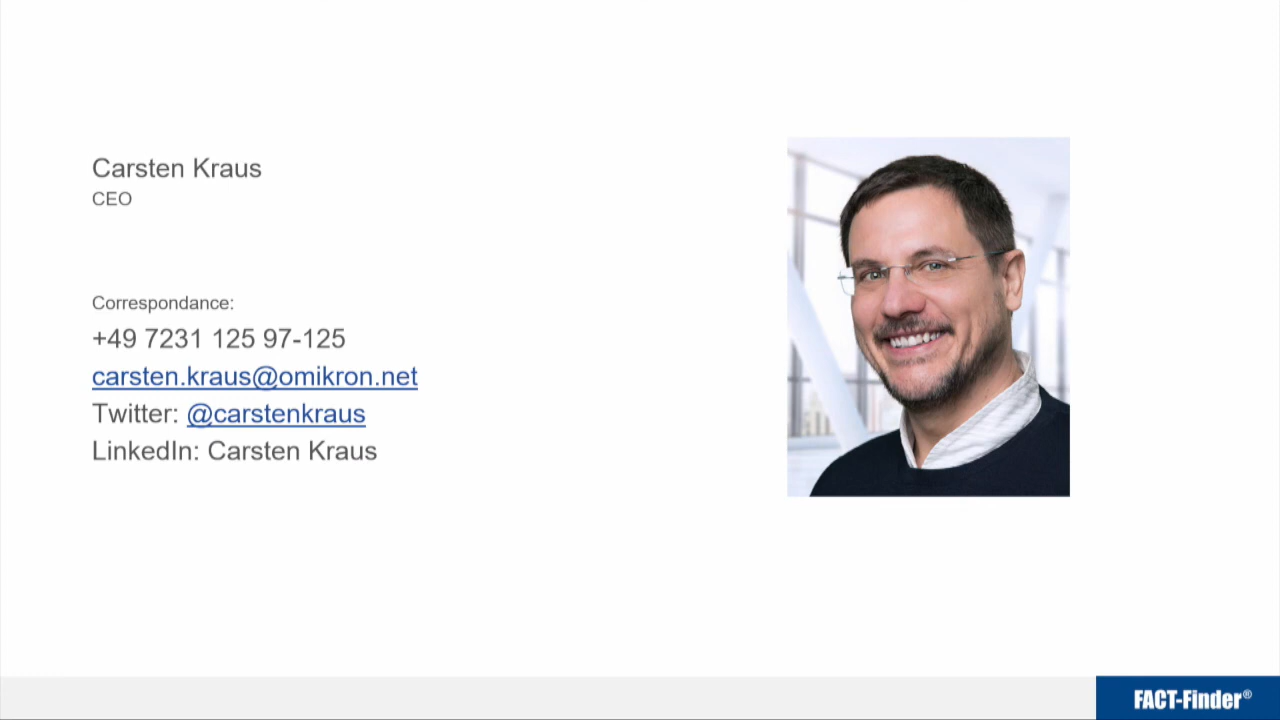 Carsten Kraus
CEO
Correspondance:
+49 7231 125 97-125
carsten.kraus@omikron.net
Twitter: @carstenkraus
LinkedIn: Carsten Kraus
FACT-Finder®